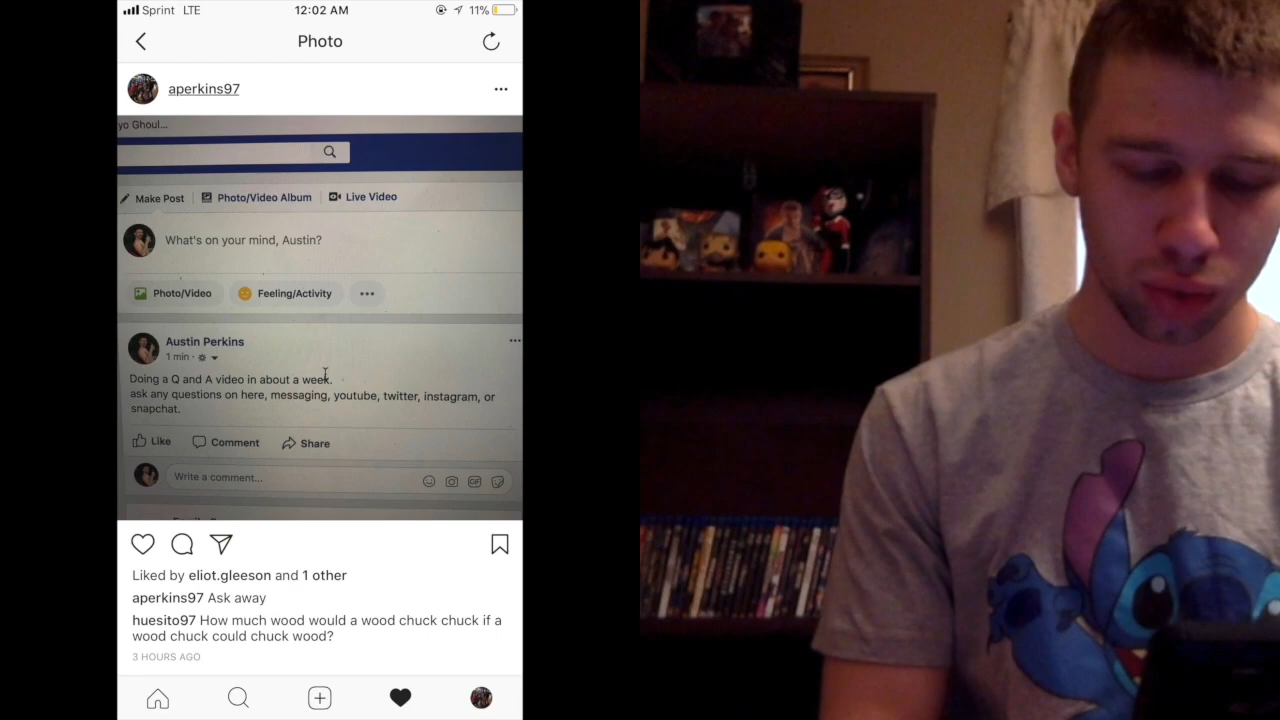 Sprint LTE 12:02 AM 11%
Photo
aperkins97
yo Ghoul...
Make Post Photo/Video Album Live Video
What's on your mind, Austin?
Photo/Video Feeling/Activity
Austin Perkins
1 min
Doing a Q and A video in about a week.
ask any questions on here, messaging, youtube, twitter, instagram, or
snapchat.
Like Comment Share
Write a comment...
GIF
Liked by eliot.gleeson and 1 other
aperkins97 Ask away
huesito97 How much wood would a wood chuck chuck if a
wood chuck could chuck wood?
3 HOURS AGO